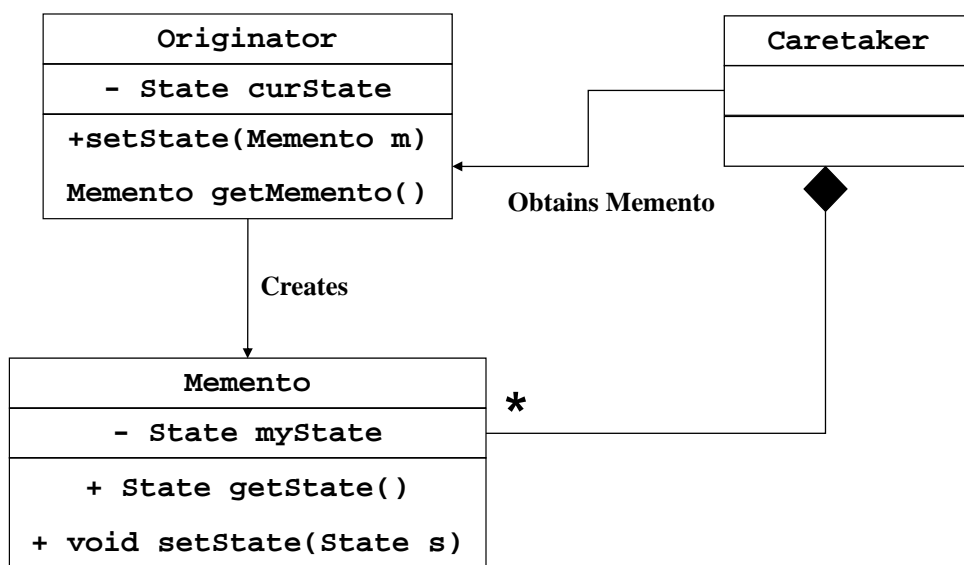 Originator
- State curState
+setState(Memento m)
Memento getMemento()
Caretaker
Obtains Memento
Creates
Memento
- State myState
+ State getState()
+ void setState(State s)
*